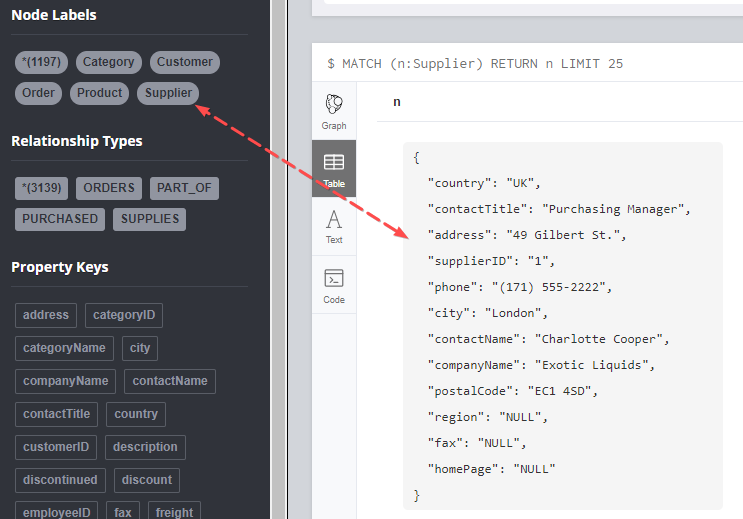 Node Labels
*(1197) Category Customer
Order Product Supplier
Relationship Types
*(3139) ORDERS PART_OF
PURCHASED SUPPLIES
Property Keys
address categoryID
categoryName city
companyName contactName
contactTitle country
customerID description
discontinued discount
employeeID fax freight
$ MATCH (n:Supplier) RETURN n LIMIT 25
Graph
Table
Text
Code
n
{
"country": "UK",
"contactTitle": "Purchasing Manager",
"address": "49 Gilbert St.",
"supplierID": "1",
"phone": "(171) 555-2222",
"city": "London",
"contactName": "Charlotte Cooper",
"companyName": "Exotic Liquids",
"postalCode": "EC1 4SD",
"region": "NULL",
"fax": "NULL",
"homePage": "NULL"
}